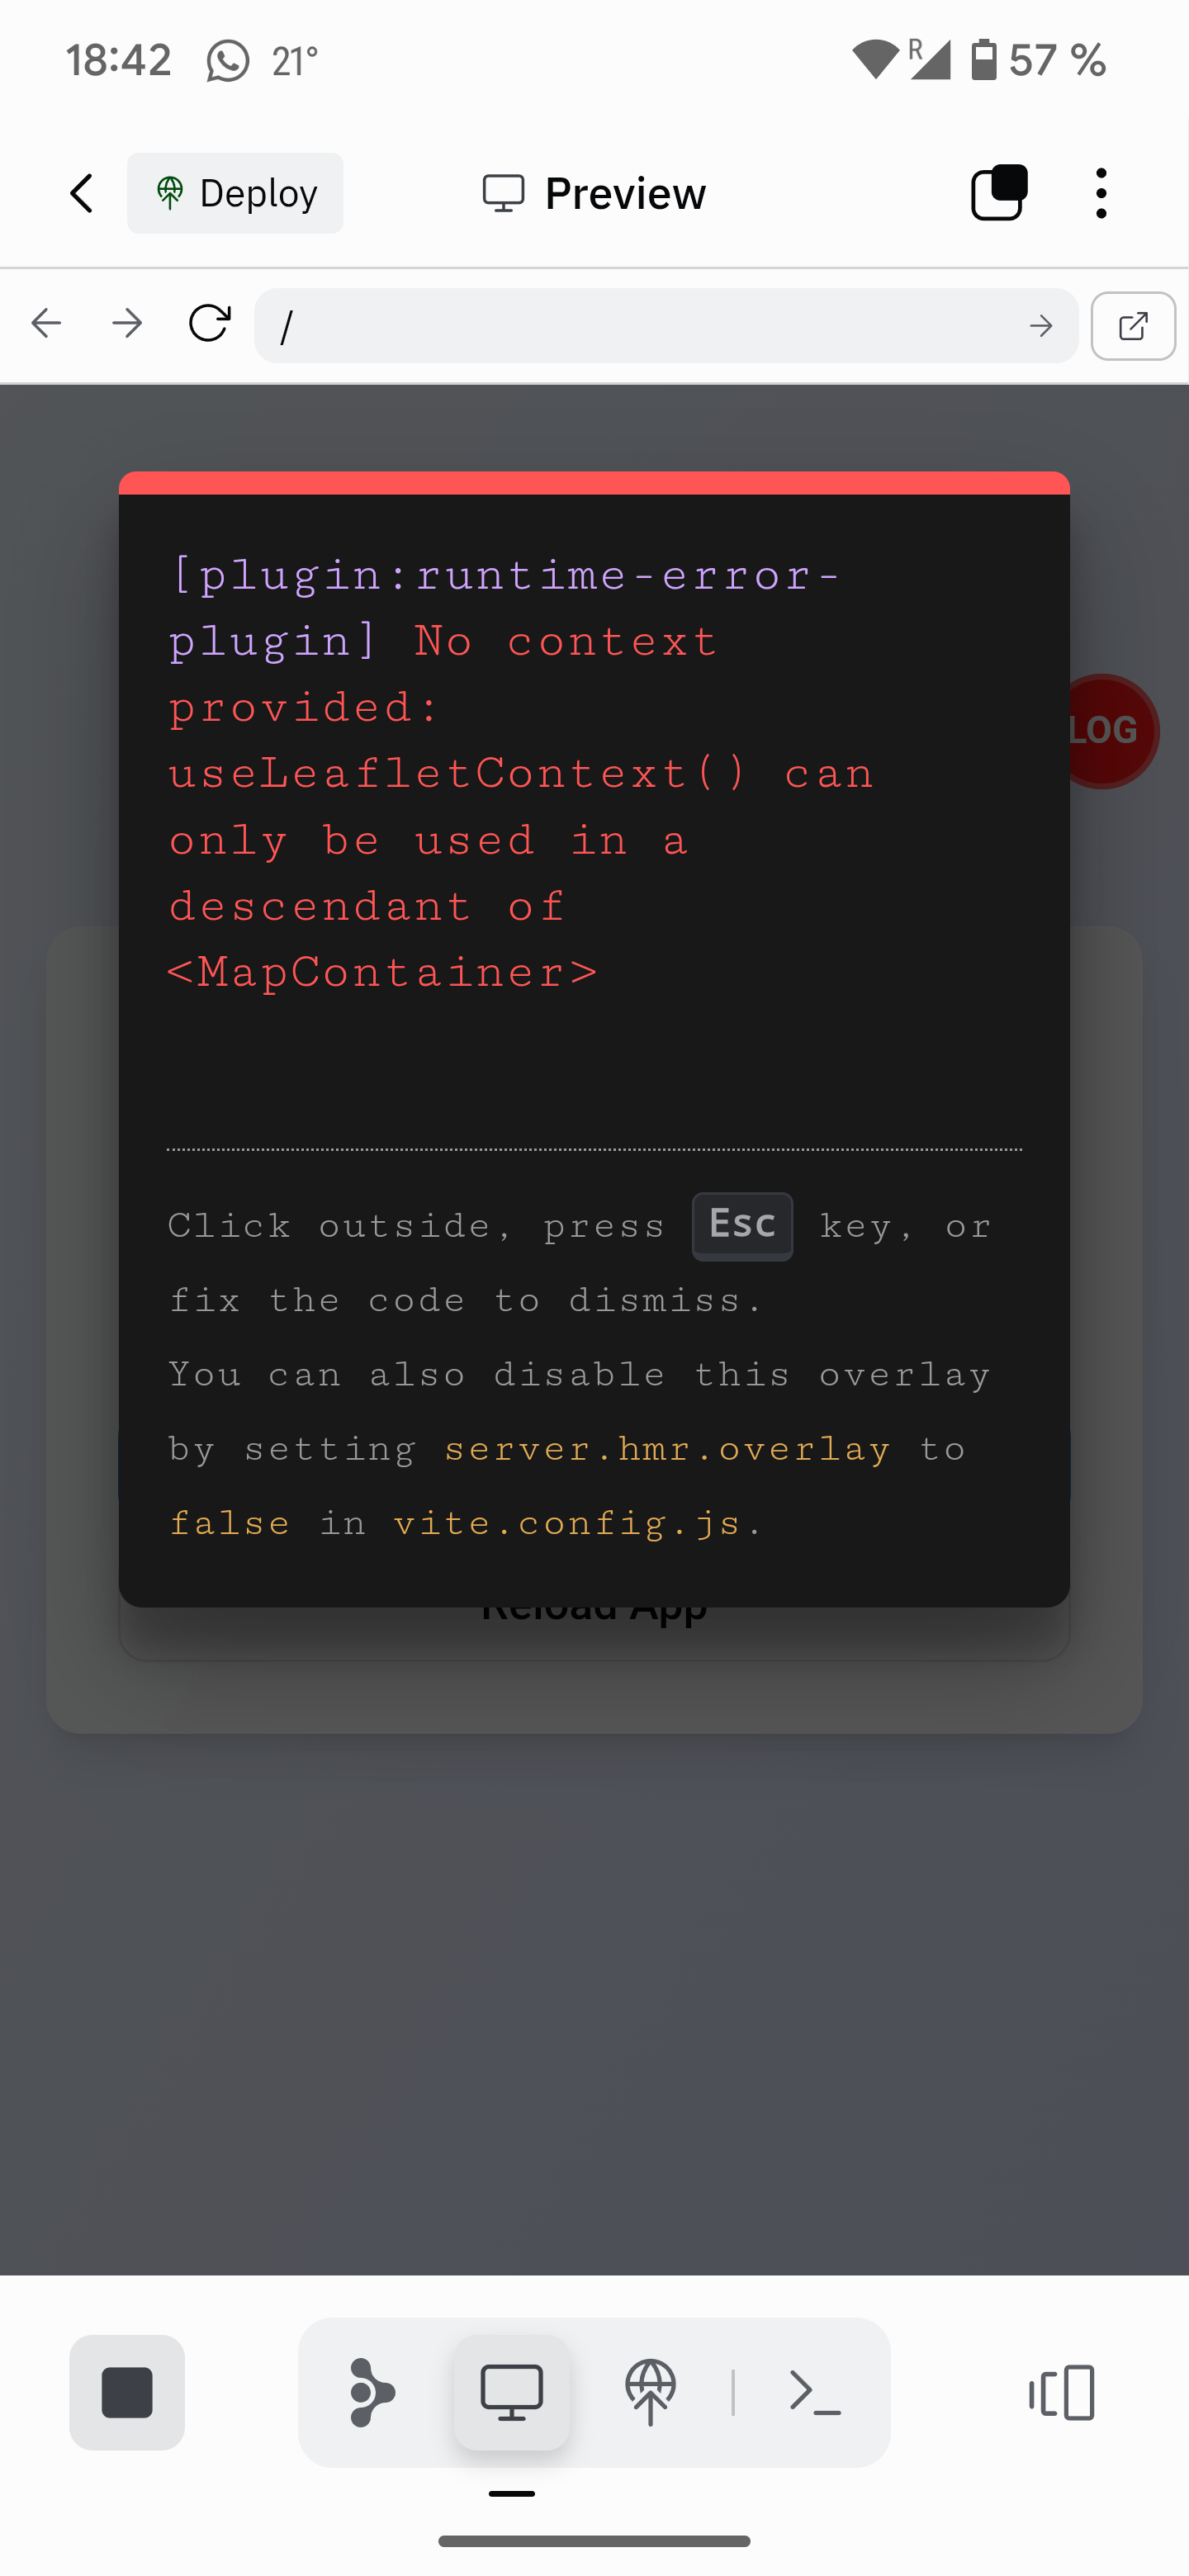 18:42 21° R 57 %
Deploy Preview
/
[plugin:runtime-error-
plugin] No context
provided:
useLeafletContext() can
only be used in a
descendant of
<MapContainer>
LOG
Click outside, press Esc key, or
fix the code to dismiss.
You can also disable this overlay
by setting server.hmr.overlay to
false in vite.config.js.
Reload App